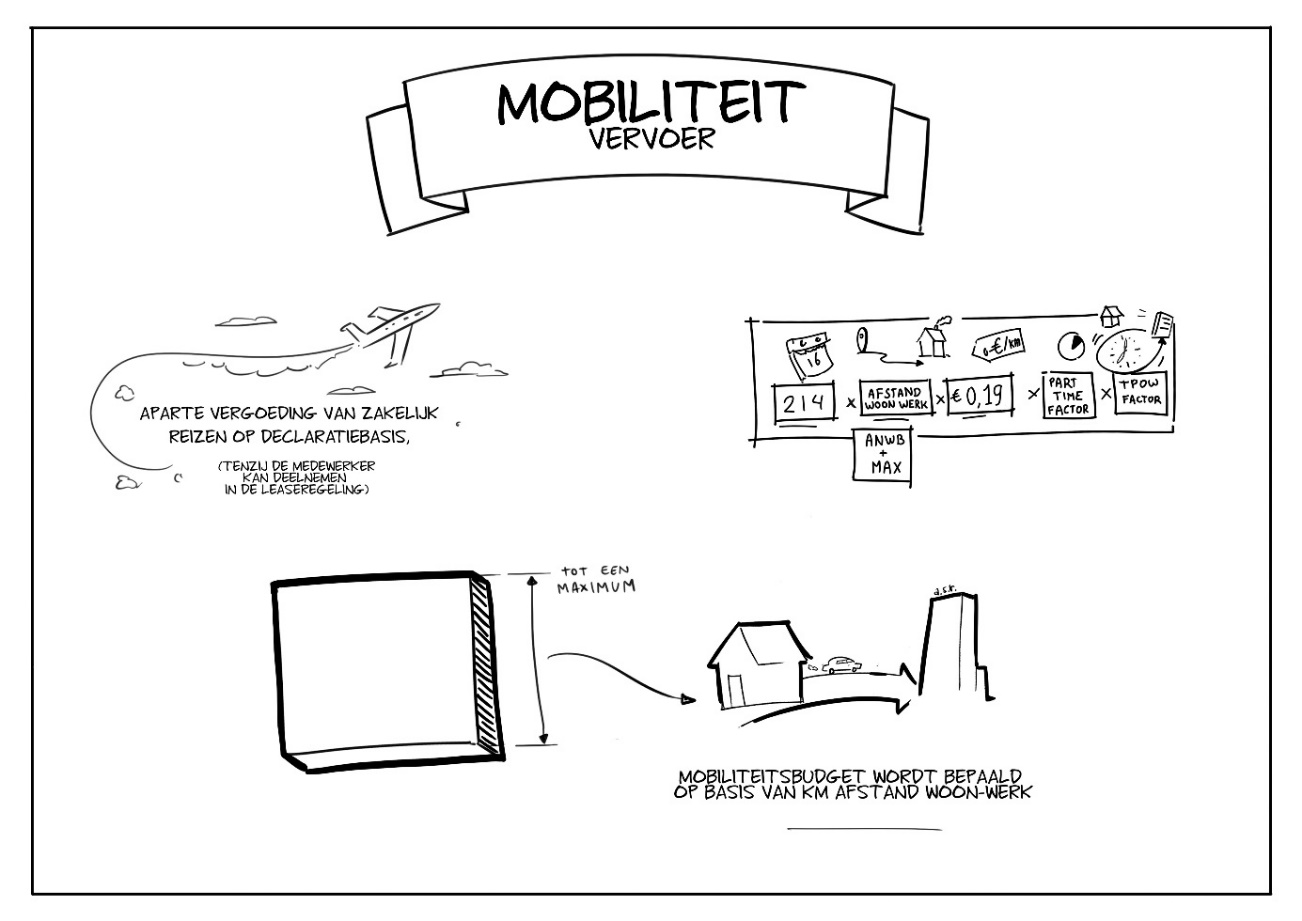 MOBILITEIT
VERVOER
APARTE VERGOEDING VAN ZAKELIJK
REIZEN OP DECLARATIEBASIS,
(TENZIJ DE MEDEWERKER
KAN DEELNEMEN
IN DE LEASEREGELING)
16
€/KM
214 x AFSTAND WOON WERK x € 0,19 x PART TIME FACTOR x TPOW FACTOR
ANWB
+
MAX
TOT EEN
MAXIMUM
MOBILITEITSBUDGET WORDT BEPAALD
OP BASIS VAN KM AFSTAND WOON-WERK